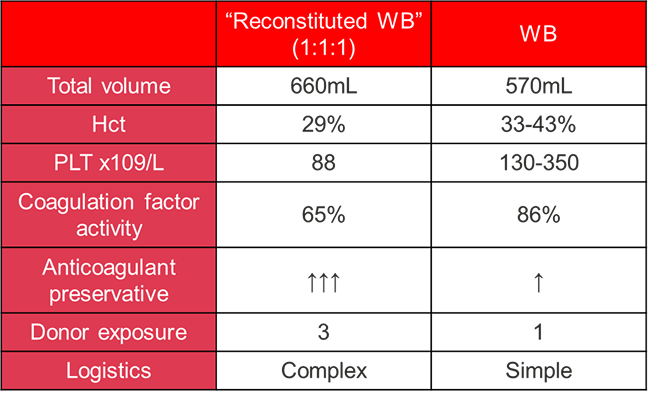 “Reconstituted WB”
(1:1:1)
WB
Total volume
660mL
570mL
Hct
29%
33-43%
PLT x109/L
88
130-350
Coagulation factor
activity
65%
86%
Anticoagulant
preservative
↑↑↑
↑
Donor exposure
3
1
Logistics
Complex
Simple